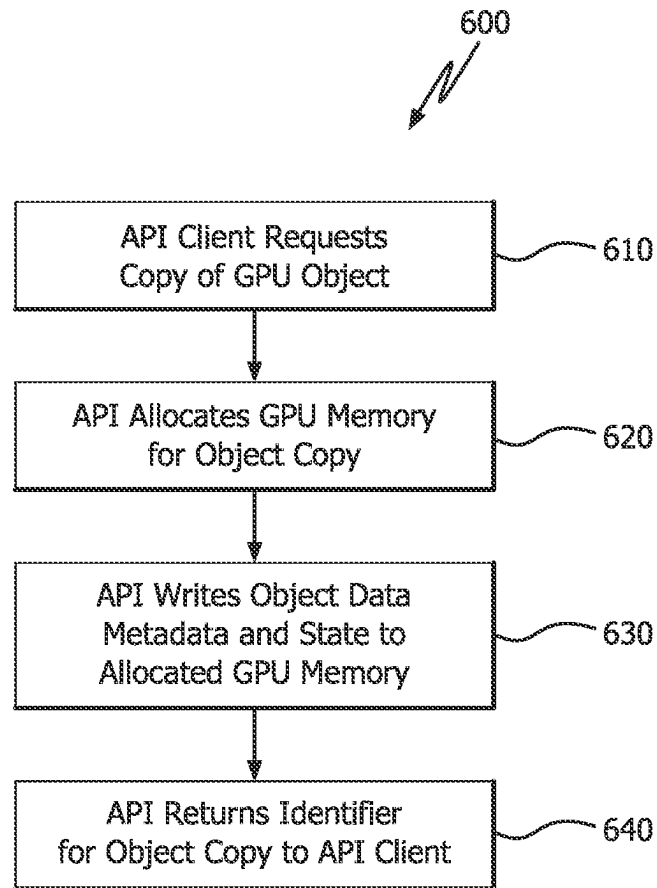 600
API Client Requests
Copy of GPU Object
610
API Allocates GPU Memory
for Object Copy
620
API Writes Object Data
Metadata and State to
Allocated GPU Memory
630
API Returns Identifier
for Object Copy to API Client
640